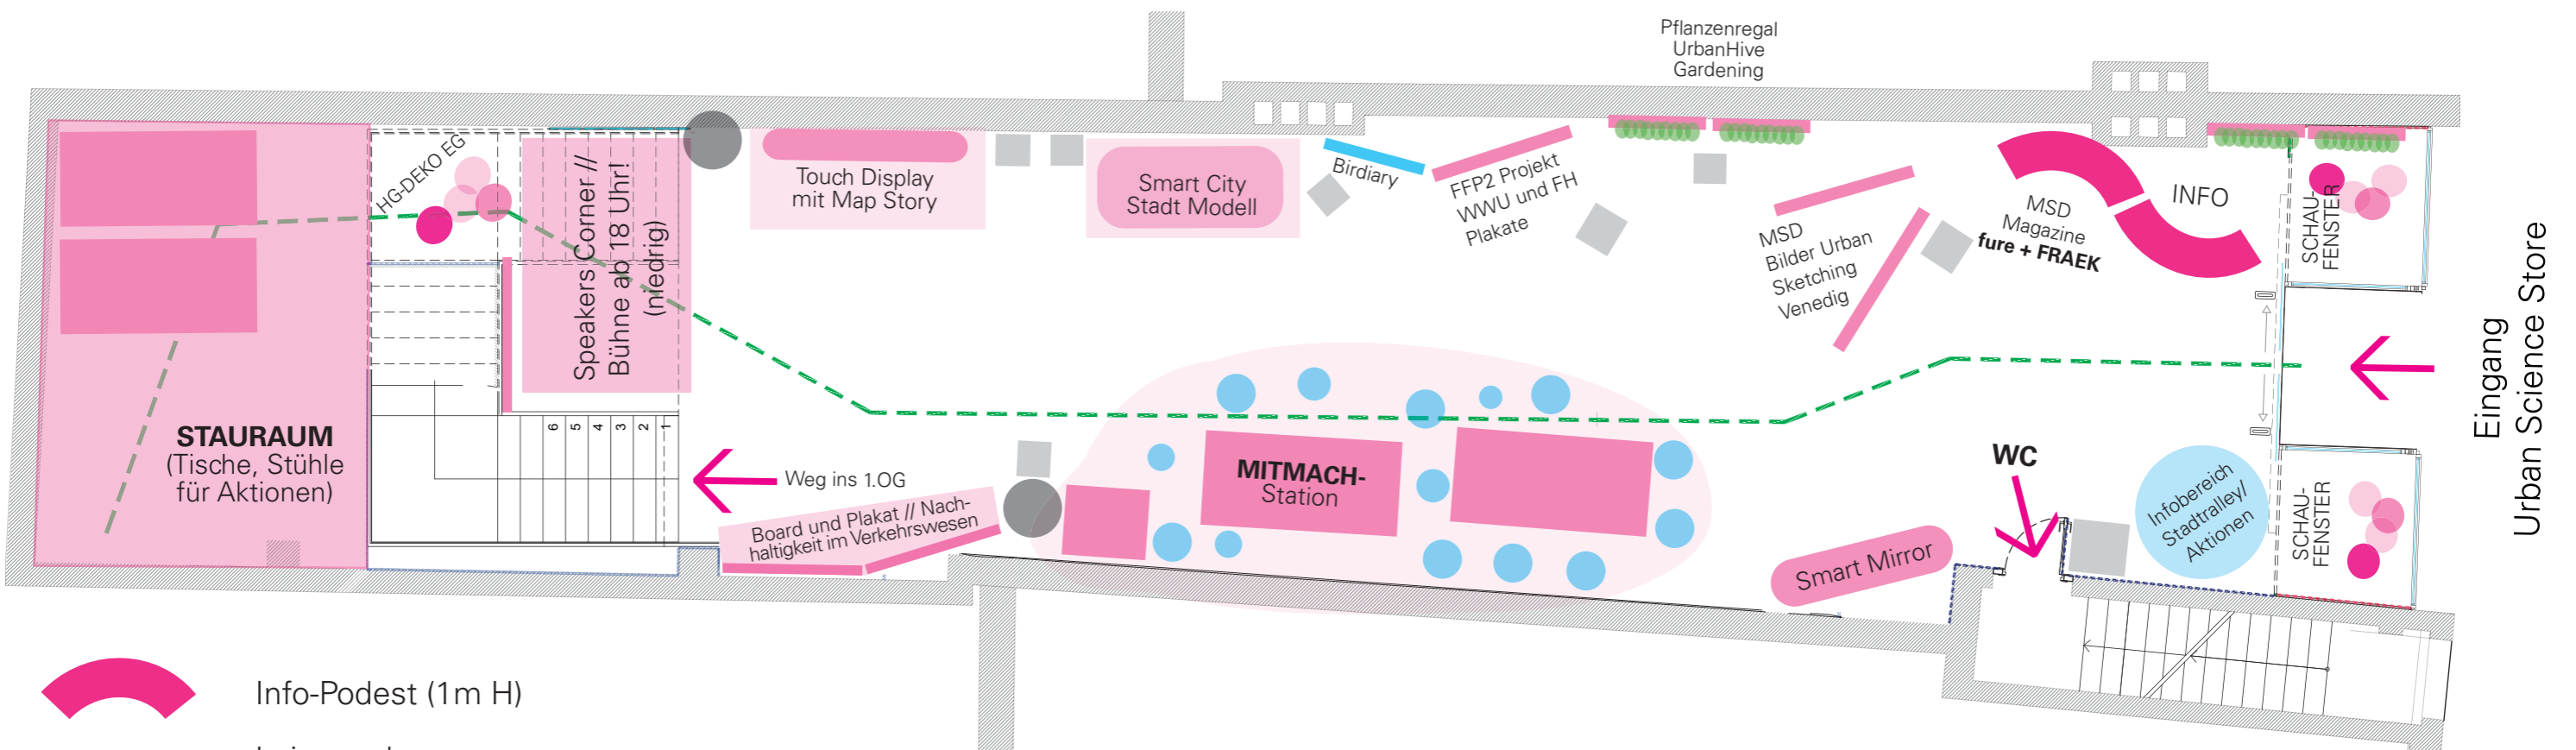 Pflanzenregal
UrbanHive
Gardening
HG-DEKO EG
Speakers Corner //
Bühne ab 18 Uhr!
(niedrig)
Touch Display
mit Map Story
Smart City
Stadt Modell
Birdiary
FFP2 Projekt
WWU und FH
Plakate
MSD
Bilder Urban
Sketching
Venedig
MSD
Magazine
fure + FRAEK
INFO
SCHAU-
FENSTER
Eingang
Urban Science Store
STAURAUM
(Tische, Stühle
für Aktionen)
6 5 4 3 2 1
Weg ins 1.OG
Board und Plakat // Nach-
haltigkeit im Verkehrswesen
MITMACH-
Station
Smart Mirror
WC
Infobereich
Stadtralley/
Aktionen
SCHAU-
FENSTER
Info-Podest (1m H)